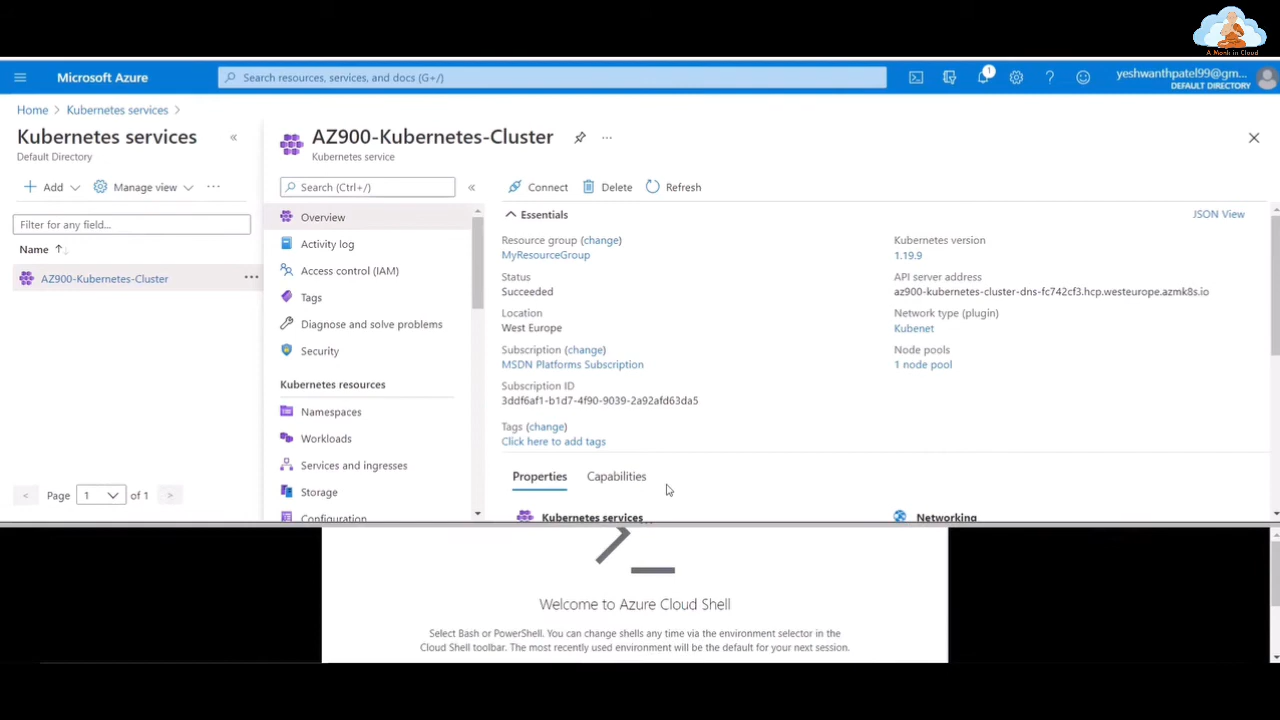 A Monk in Cloud
Microsoft Azure
Search resources, services, and docs (G+/)
1
yeshwanthpatel99@gm...
DEFAULT DIRECTORY
Home > Kubernetes services >
Kubernetes services
Default Directory
Add
Manage view
Filter for any field...
Name
AZ900-Kubernetes-Cluster
Page 1 of 1
AZ900-Kubernetes-Cluster
Kubernetes service
Search (Ctrl+/)
Overview
Activity log
Access control (IAM)
Tags
Diagnose and solve problems
Security
Kubernetes resources
Namespaces
Workloads
Services and ingresses
Storage
Configuration
Connect
Delete
Refresh
Essentials
JSON View
Resource group (change)
MyResourceGroup
Status
Succeeded
Location
West Europe
Subscription (change)
MSDN Platforms Subscription
Subscription ID
3ddf6af1-b1d7-4f90-9039-2a92afd63da5
Tags (change)
Click here to add tags
Kubernetes version
1.19.9
API server address
az900-kubernetes-cluster-dns-fc742cf3.hcp.westeurope.azmk8s.io
Network type (plugin)
Kubenet
Node pools
1 node pool
Properties
Capabilities
Kubernetes services
Networking
Welcome to Azure Cloud Shell
Select Bash or PowerShell. You can change shells any time via the environment selector in the
Cloud Shell toolbar. The most recently used environment will be the default for your next session.